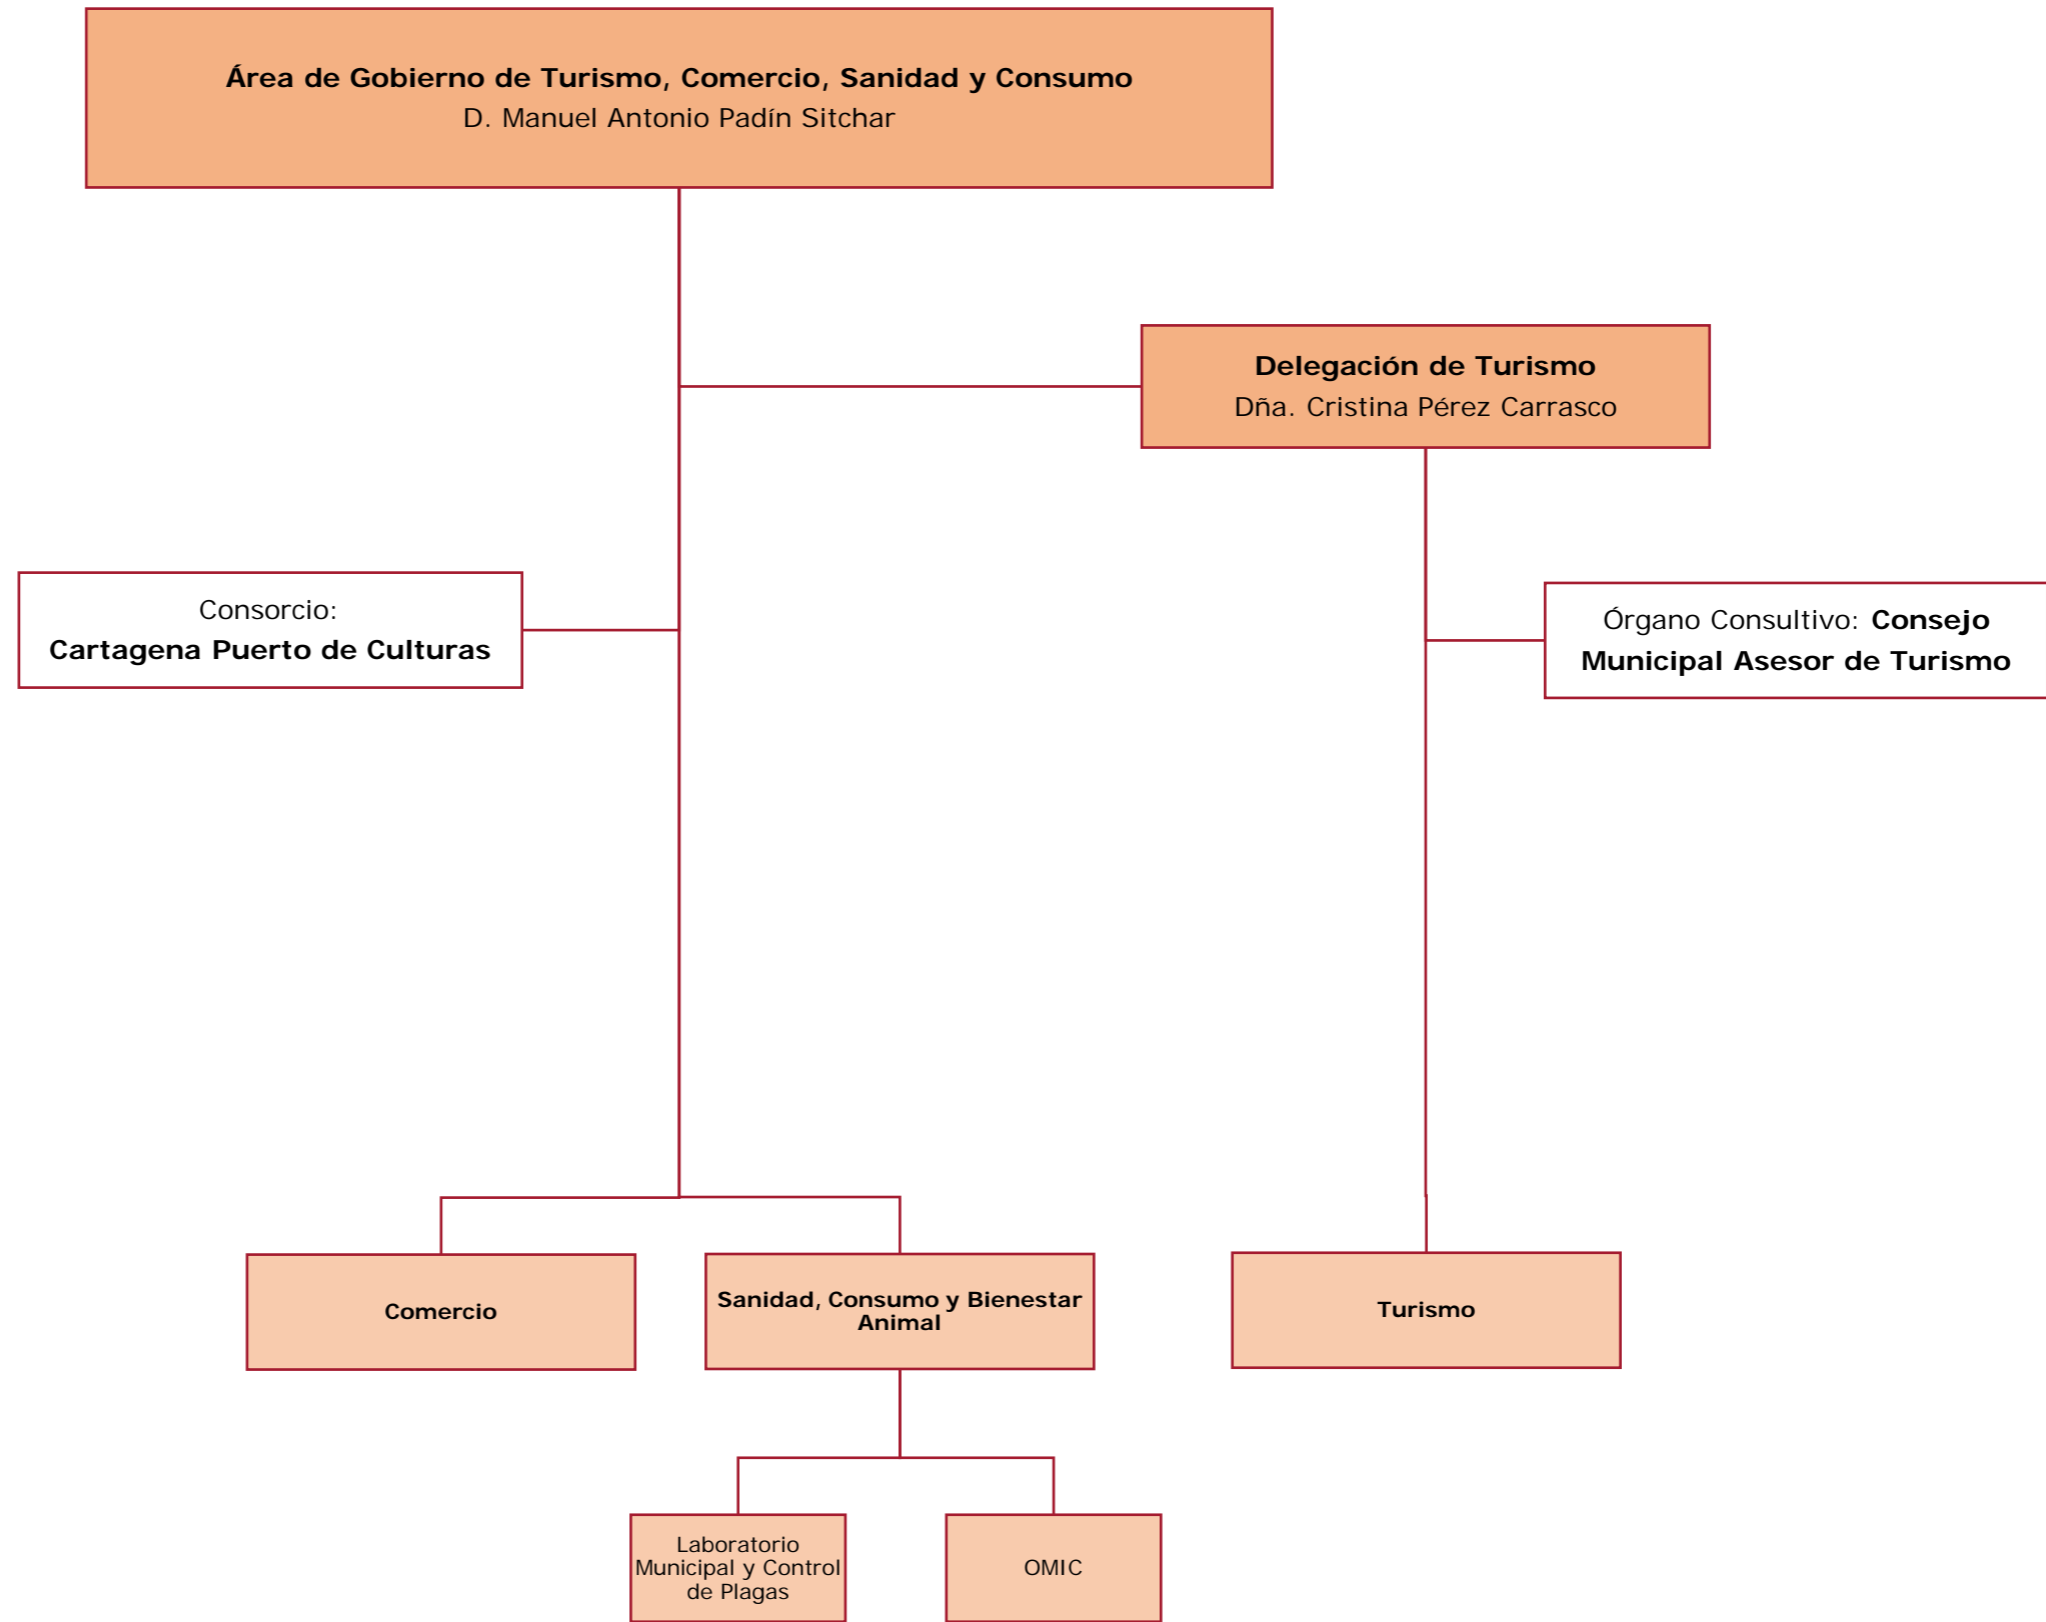 Área de Gobierno de Turismo, Comercio, Sanidad y Consumo
D. Manuel Antonio Padín Sitchar
Delegación de Turismo
Dña. Cristina Pérez Carrasco
Consorcio:
Cartagena Puerto de Culturas
Órgano Consultivo: Consejo
Municipal Asesor de Turismo
Comercio
Sanidad, Consumo y Bienestar
Animal
Turismo
Laboratorio
Municipal y Control
de Plagas
OMIC